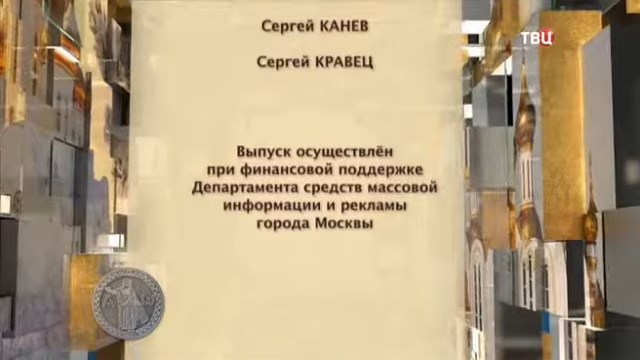 ТВЦ
Сергей КАНЕВ
Сергей КРАВЕЦ
Выпуск осуществлён
при финансовой поддержке
Департамента средств массовой
информации и рекламы
города Москвы